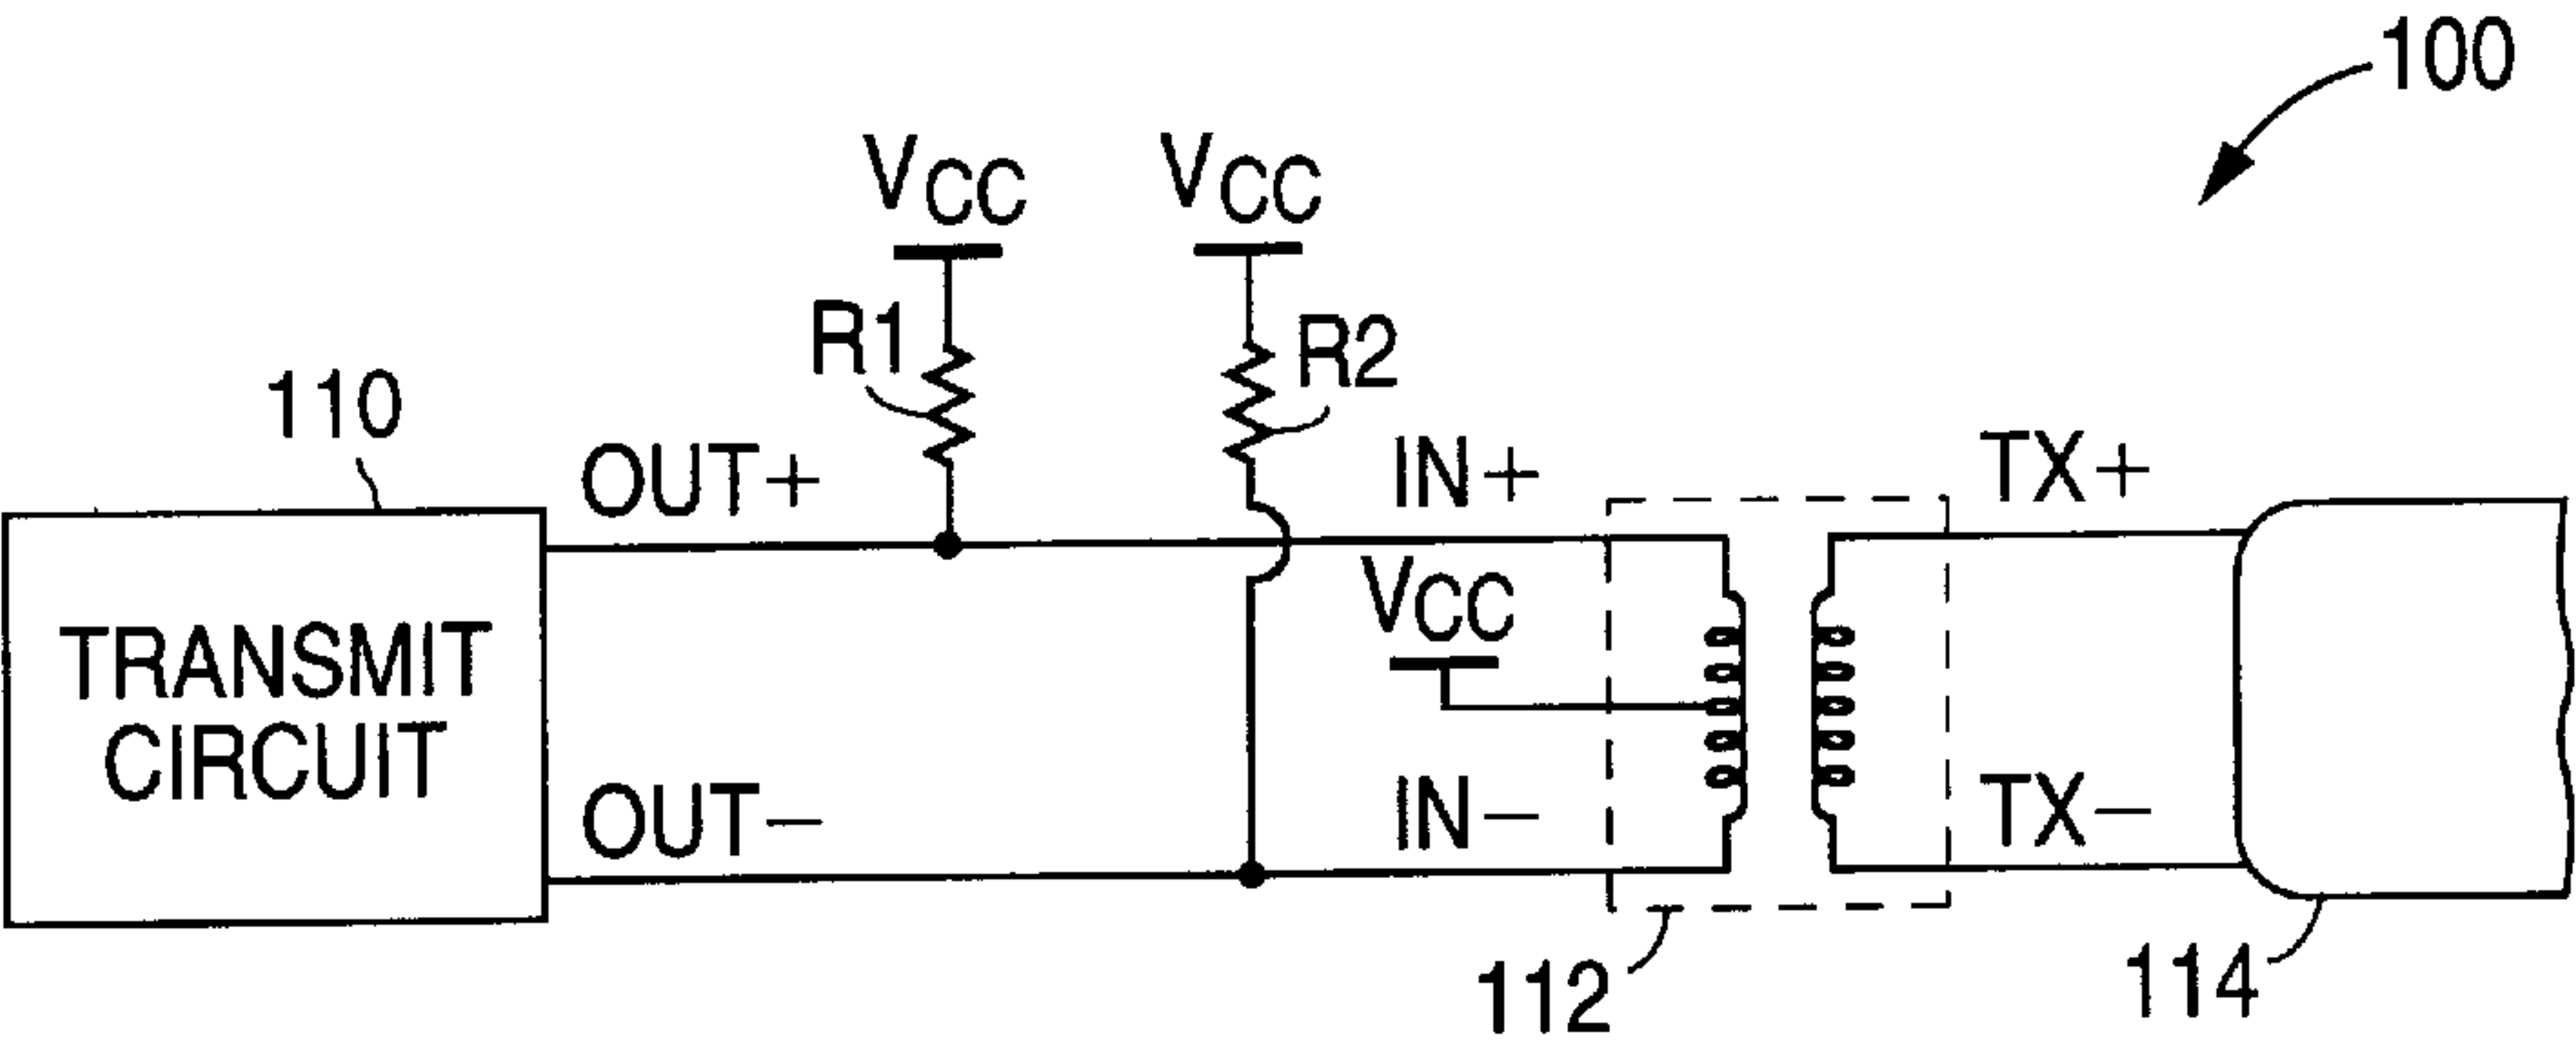 100
VCC
VCC
R1
R2
110
OUT+
IN+
TX+
TRANSMIT
CIRCUIT
VCC
OUT−
IN−
TX−
112
114